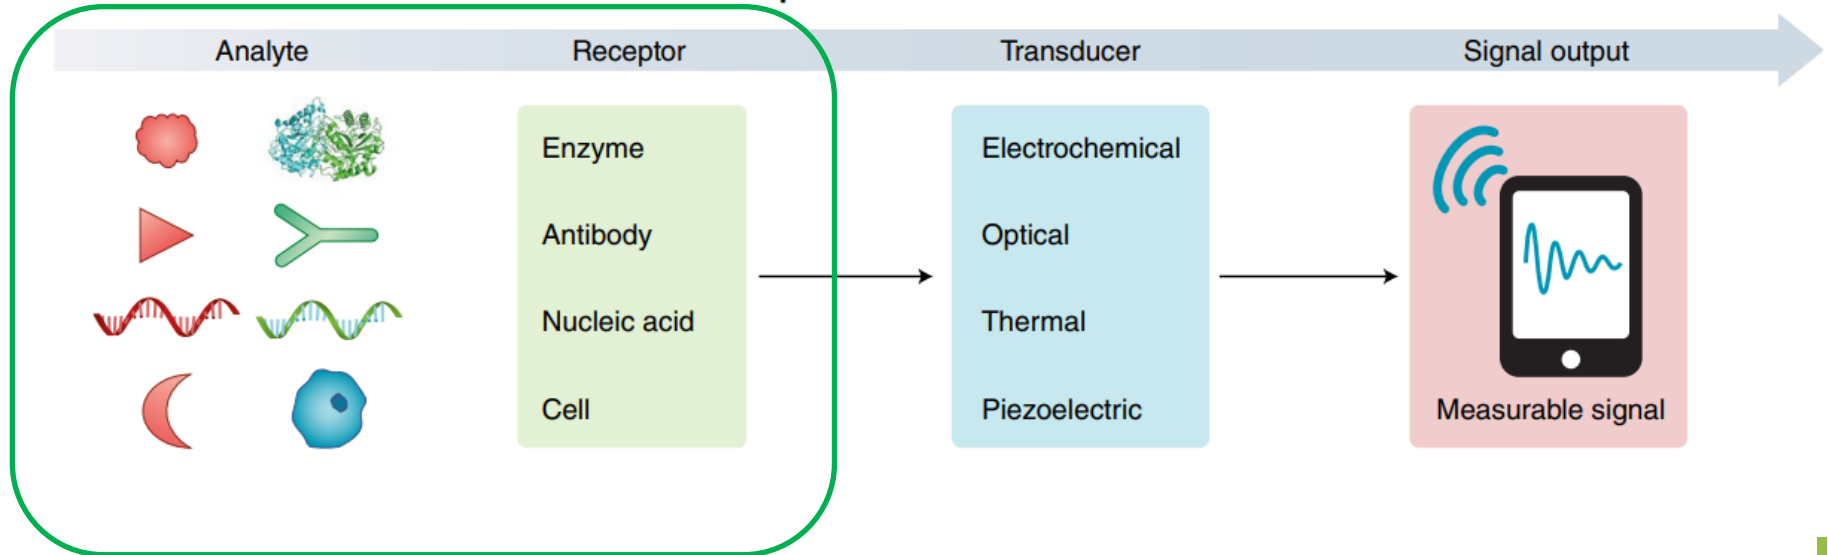 Analyte
Receptor
Transducer
Signal output
Enzyme
Antibody
Nucleic acid
Cell
Electrochemical
Optical
Thermal
Piezoelectric
Measurable signal